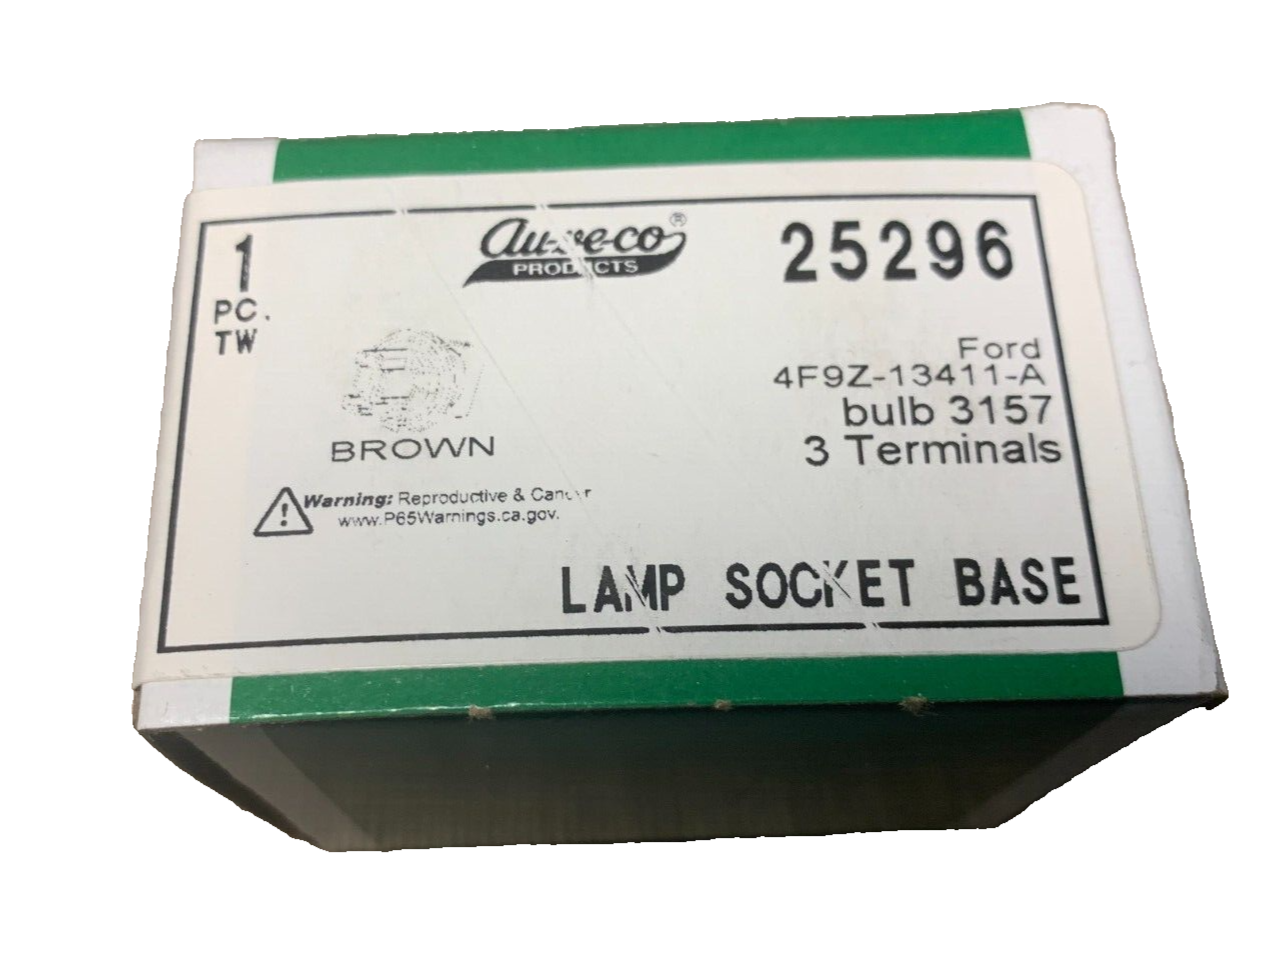 1
PC.
TW
Au-ve-co®
PRODUCTS
25296
Ford
4F9Z-13411-A
bulb 3157
3 Terminals
BROWN
Warning: Reproductive & Cancer
www.P65Warnings.ca.gov.
LAMP SOCKET BASE